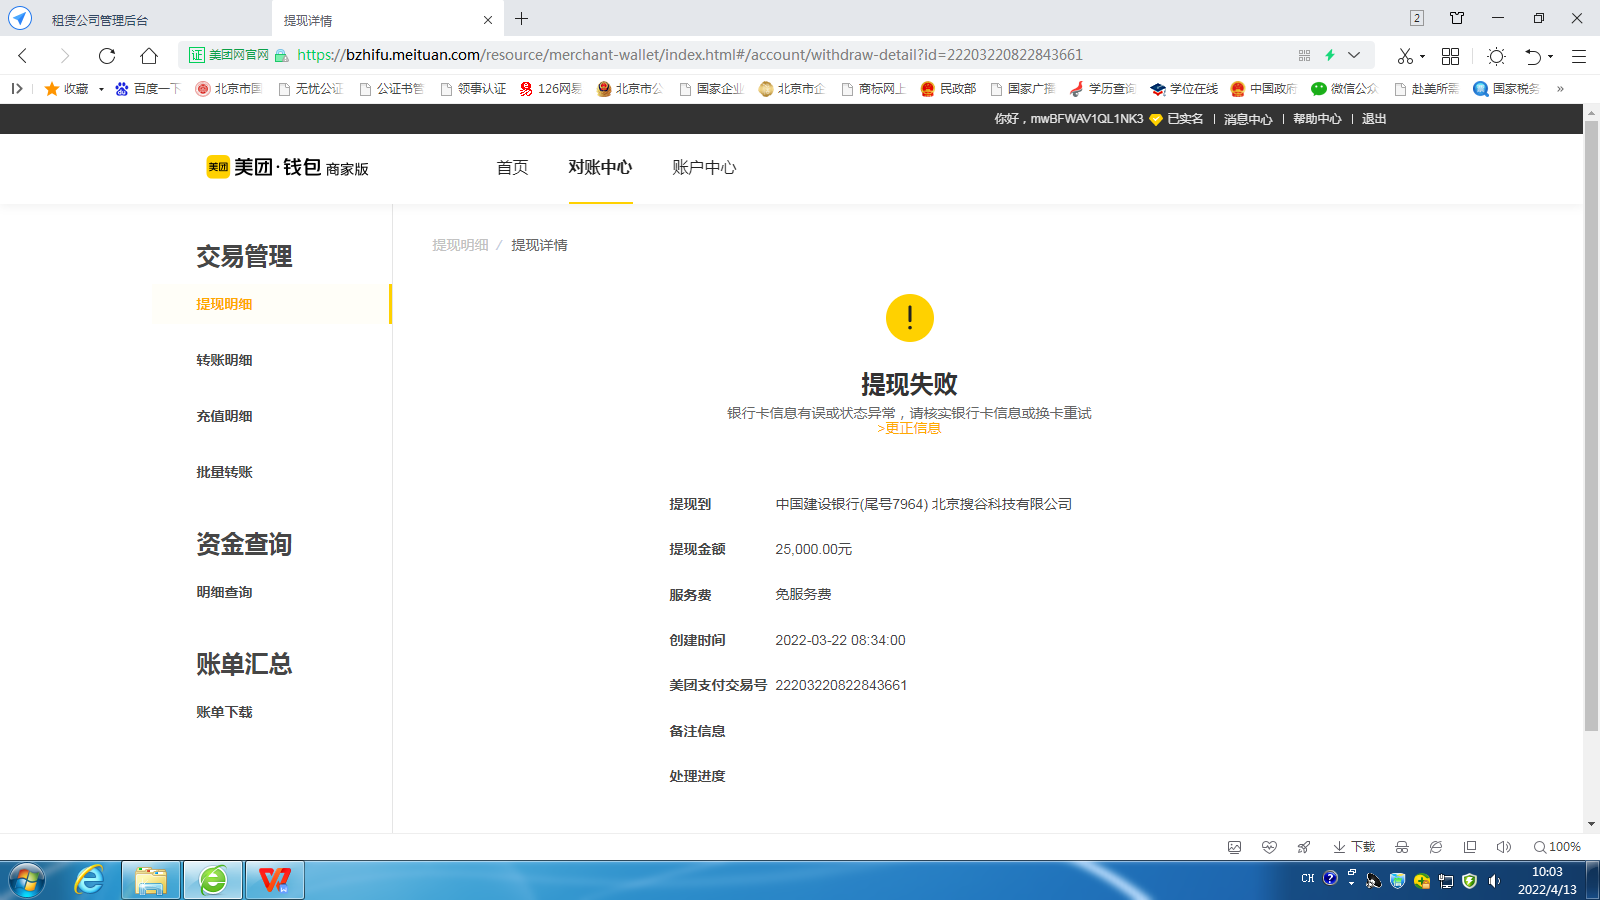 租赁公司管理后台
提现详情
2
证 美团网官网 https://bzhifu.meituan.com/resource/merchant-wallet/index.html#/account/withdraw-detail?id=22203220822843661
收藏 百度一下 北京市国 无忧公证 公证书管 领事认证 126网易 北京市公 国家企业 北京市企 商标网上 民政部 国家广播 学历查询 学位在线 中国政府 微信公众 赴美所需 国家税务 »
你好，mwBFWAV1QL1NK3 已实名 | 消息中心 | 帮助中心 | 退出
美团 美团·钱包 商家版
首页 对账中心 账户中心
提现明细 / 提现详情
交易管理
提现明细
转账明细
充值明细
批量转账
资金查询
明细查询
账单汇总
账单下载
!
提现失败
银行卡信息有误或状态异常，请核实银行卡信息或换卡重试
>更正信息
提现到 中国建设银行(尾号7964) 北京搜谷科技有限公司
提现金额 25,000.00元
服务费 免服务费
创建时间 2022-03-22 08:34:00
美团支付交易号 22203220822843661
备注信息
处理进度
下载 100%
CH
10:03
2022/4/13